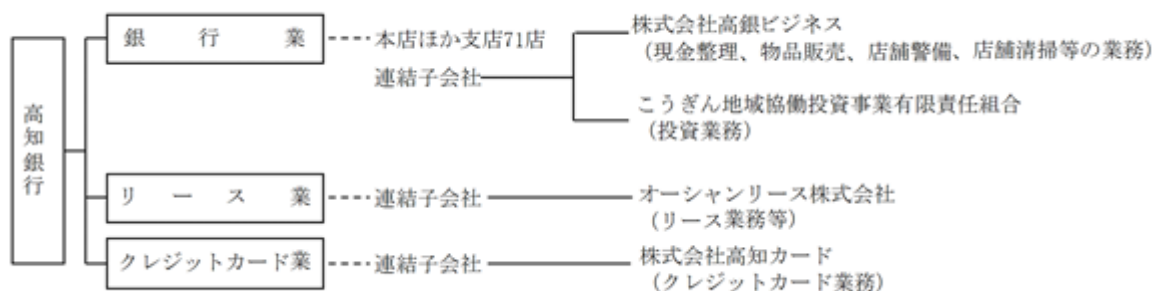 高知銀行
銀行業
本店ほか支店71店
連結子会社
株式会社高銀ビジネス
(現金整理、物品販売、店舗警備、店舗清掃等の業務)
こうぎん地域協働投資事業有限責任組合
(投資業務)
リース業
連結子会社
オーシャンリース株式会社
(リース業務等)
クレジットカード業
連結子会社
株式会社高知カード
(クレジットカード業務)